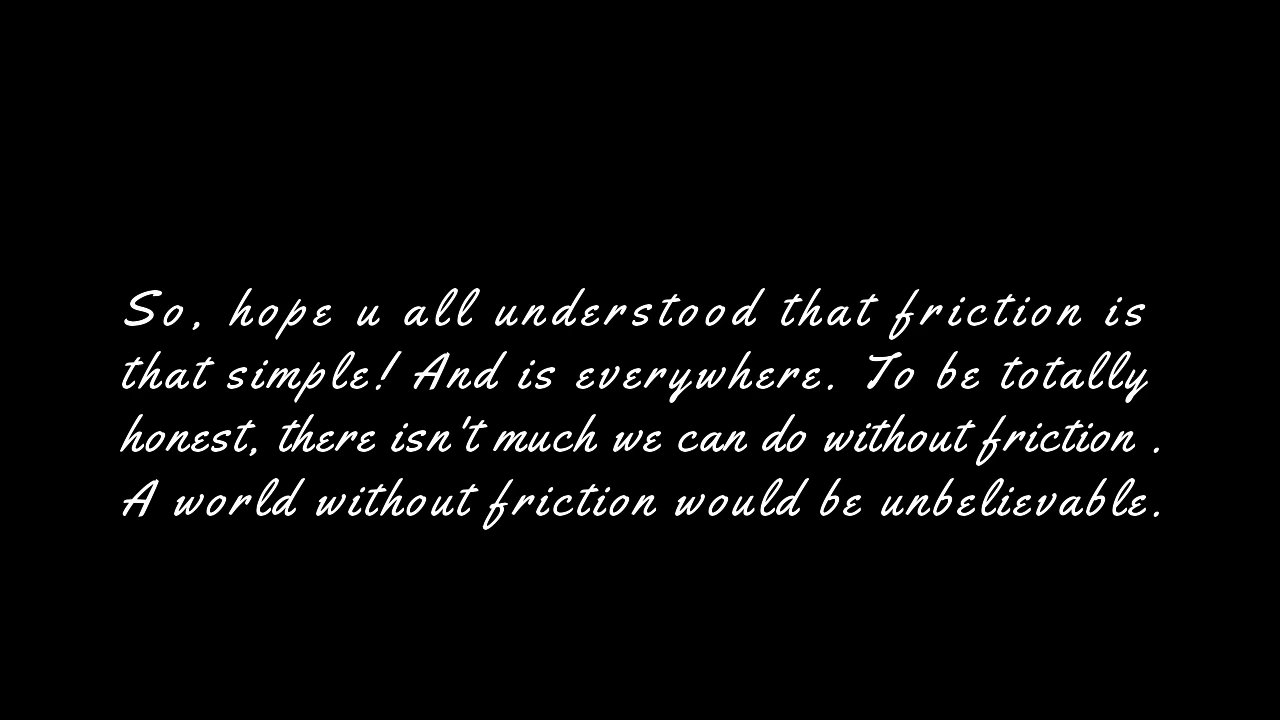 So, hope u all understood that friction is
that simple! And is everywhere. To be totally
honest, there isn't much we can do without friction .
A world without friction would be unbelievable.